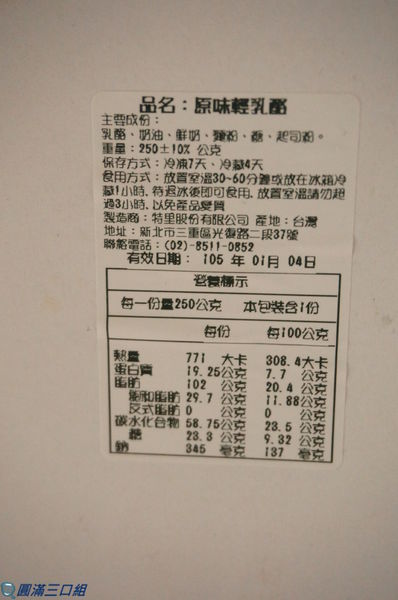 品名：原味輕乳酪
主要成份：
乳酪、奶油、鮮奶、麵粉、糖、起司粉。
重量：250±10% 公克
保存方式：冷凍7天、冷藏4天
食用方式：放置室溫30~60分鐘或放在冰箱冷
藏1小時，待退冰後即可食用，放置室溫請勿超
過3小時，以免產品變質
製造商：特里股份有限公司 產地：台灣
地址：新北市三重區光復路二段37號
聯絡電話：(02)-8511-0852
有效日期： 105 年 01月 04日
營養標示
每一份量250公克 本包裝含1份
每份 每100公克
熱量 771 大卡 308.4大卡
蛋白質 19.25公克 7.7 公克
脂肪 102 公克 20.4 公克
飽和脂肪 29.7 公克 11.88公克
反式脂肪 0 公克 0 公克
碳水化合物 58.75公克 23.5 公克
糖 23.3 公克 9.32 公克
鈉 345 毫克 137 毫克
圓滿三口組